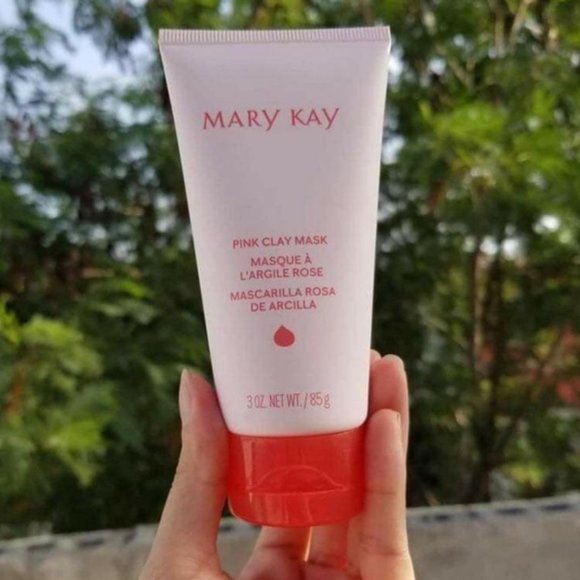 MARY KAY
PINK CLAY MASK
MASQUE À
L'ARGILE ROSE
MASCARILLA ROSA
DE ARCILLA
3 OZ. NET WT. / 85 g